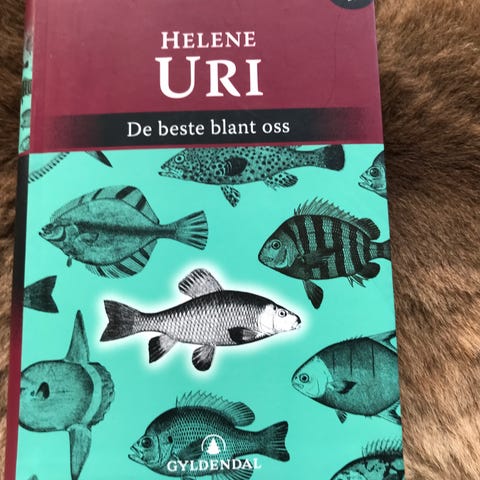 HELENE
URI
De beste blant oss
GYLDENDAL